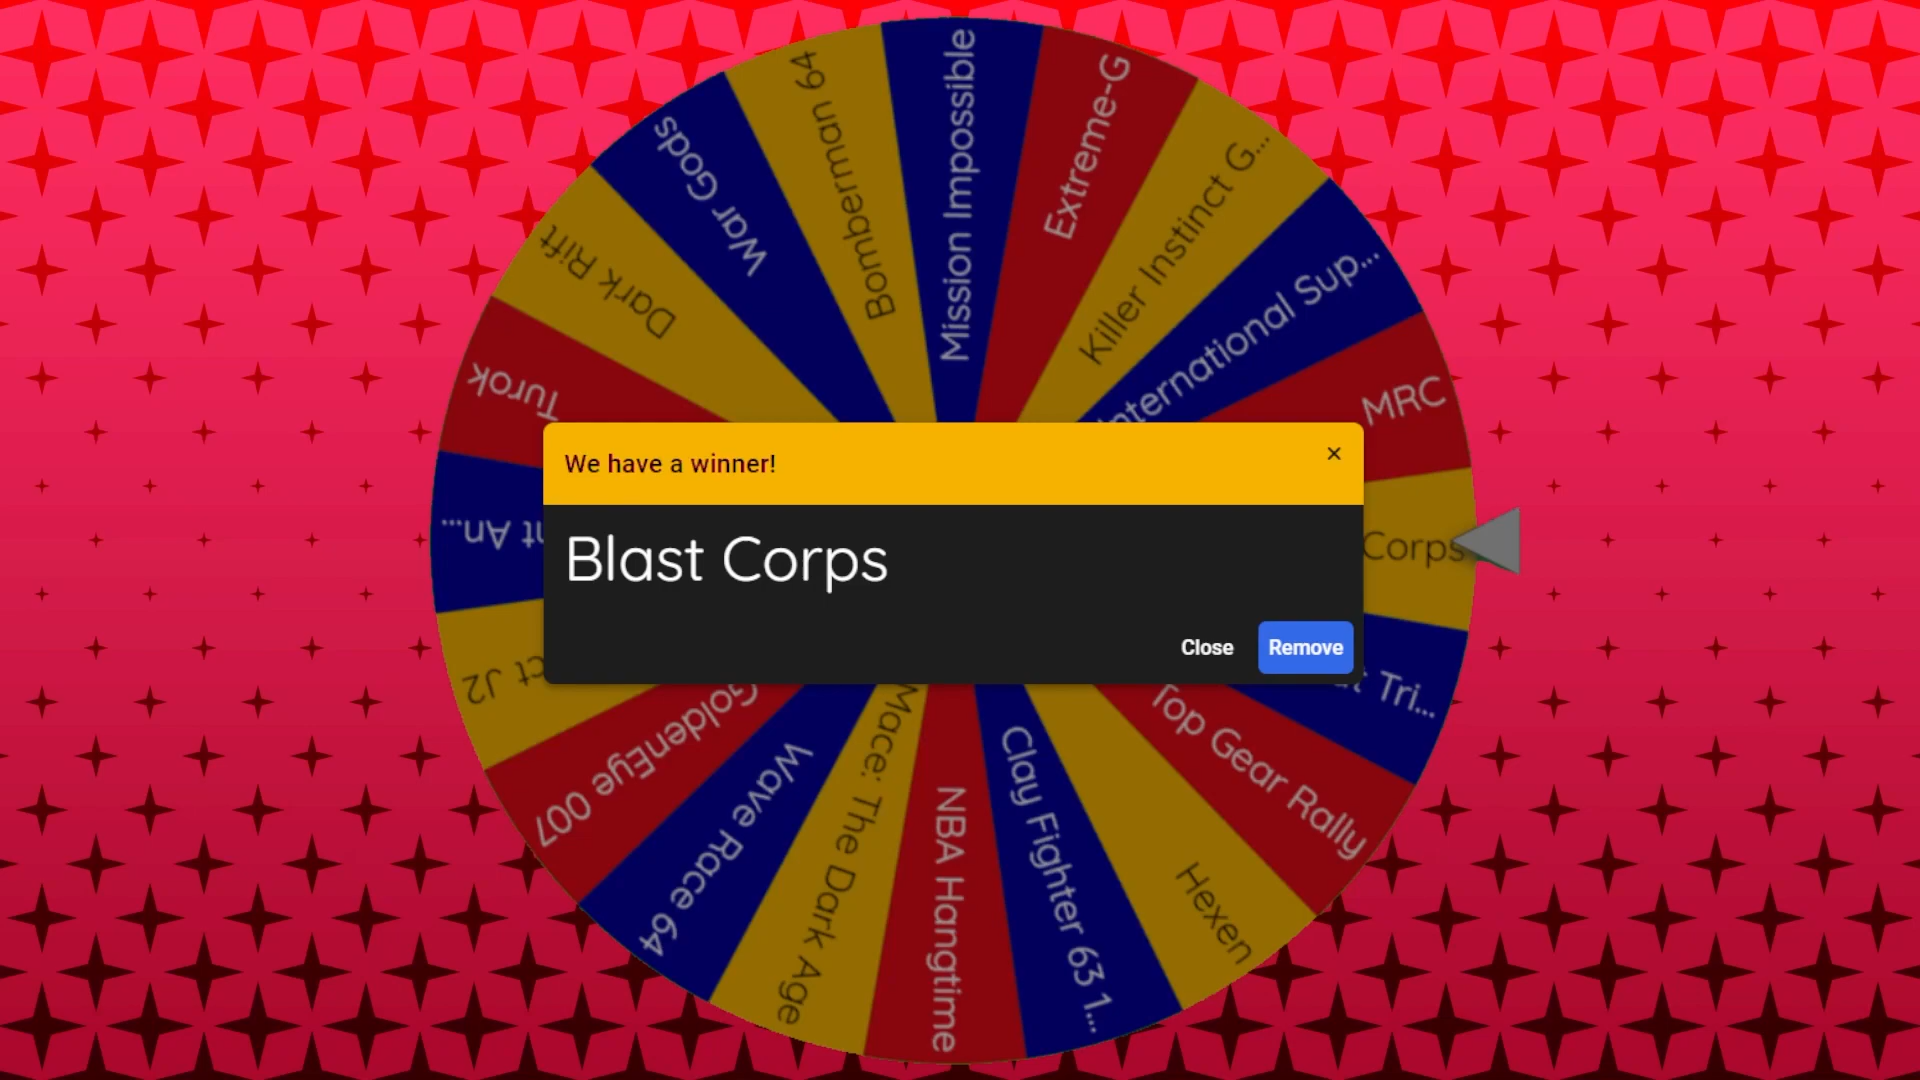 Mission Impossible
Extreme-G
Killer Instinct G...
International Sup...
MRC
Corps
Tri...
Top Gear Rally
Hexen
Clay Fighter 63 1...
NBA Hangtime
Mace: The Dark Age
Wave Race 64
GoldenEye 007
J2
An...
Turok
Dark Rift
War Gods
Bomberman 64
We have a winner!
×
Blast Corps
Close
Remove